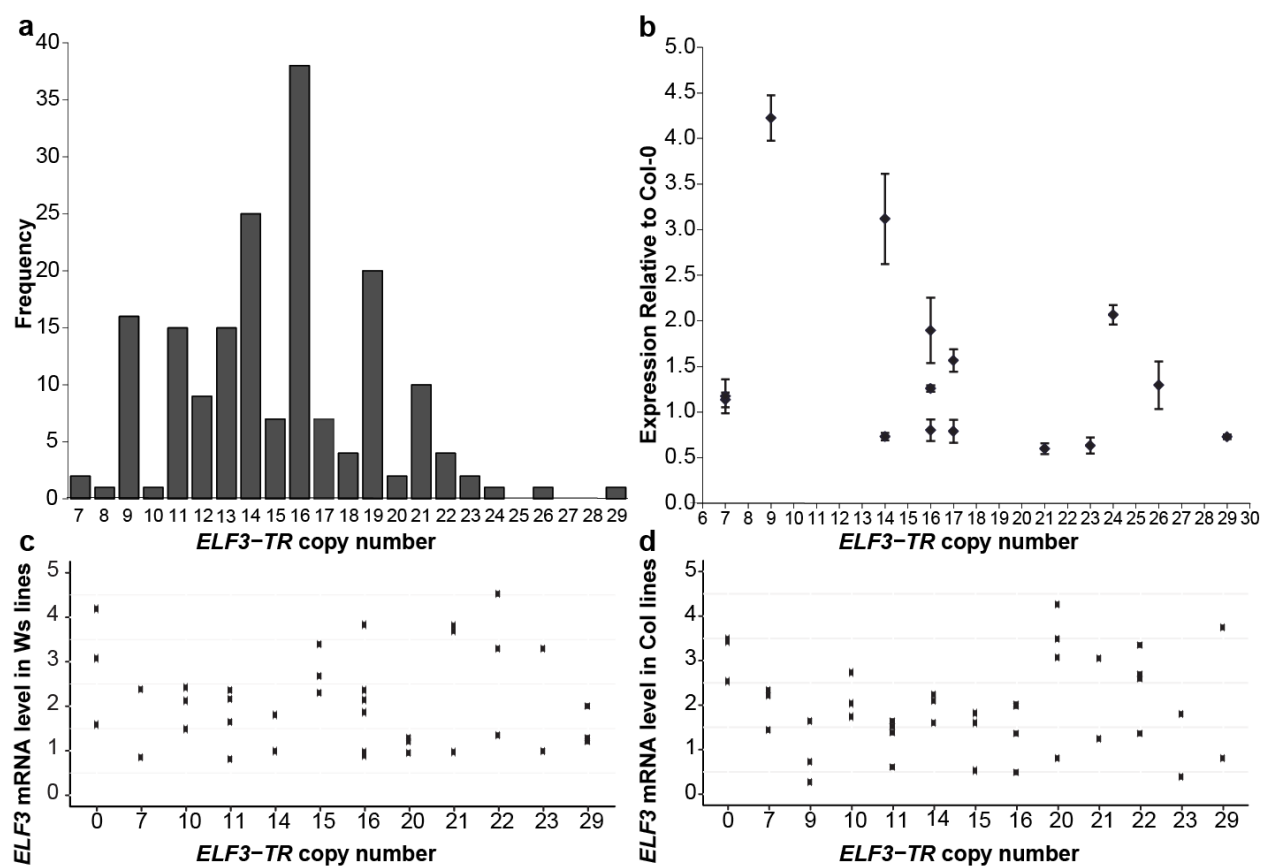 a
Frequency
40
35
30
25
20
15
10
5
0
7 8 9 10 11 12 13 14 15 16 17 18 19 20 21 22 23 24 25 26 27 28 29
ELF3−TR copy number
b
Expression Relative to Col-0
5.0
4.5
4.0
3.5
3.0
2.5
2.0
1.5
1.0
0.5
0.0
6 7 9 10 11 12 13 14 16 17 18 19 20 21 22 23 24 26 27 29 30
ELF3−TR copy number
c
ELF3 mRNA level in Ws lines
5
4
3
2
1
0
0 7 10 11 14 15 16 20 21 22 23 29
ELF3−TR copy number
d
ELF3 mRNA level in Col lines
5
4
3
2
1
0
0 7 9 10 11 14 15 16 20 21 22 23 29
ELF3−TR copy number